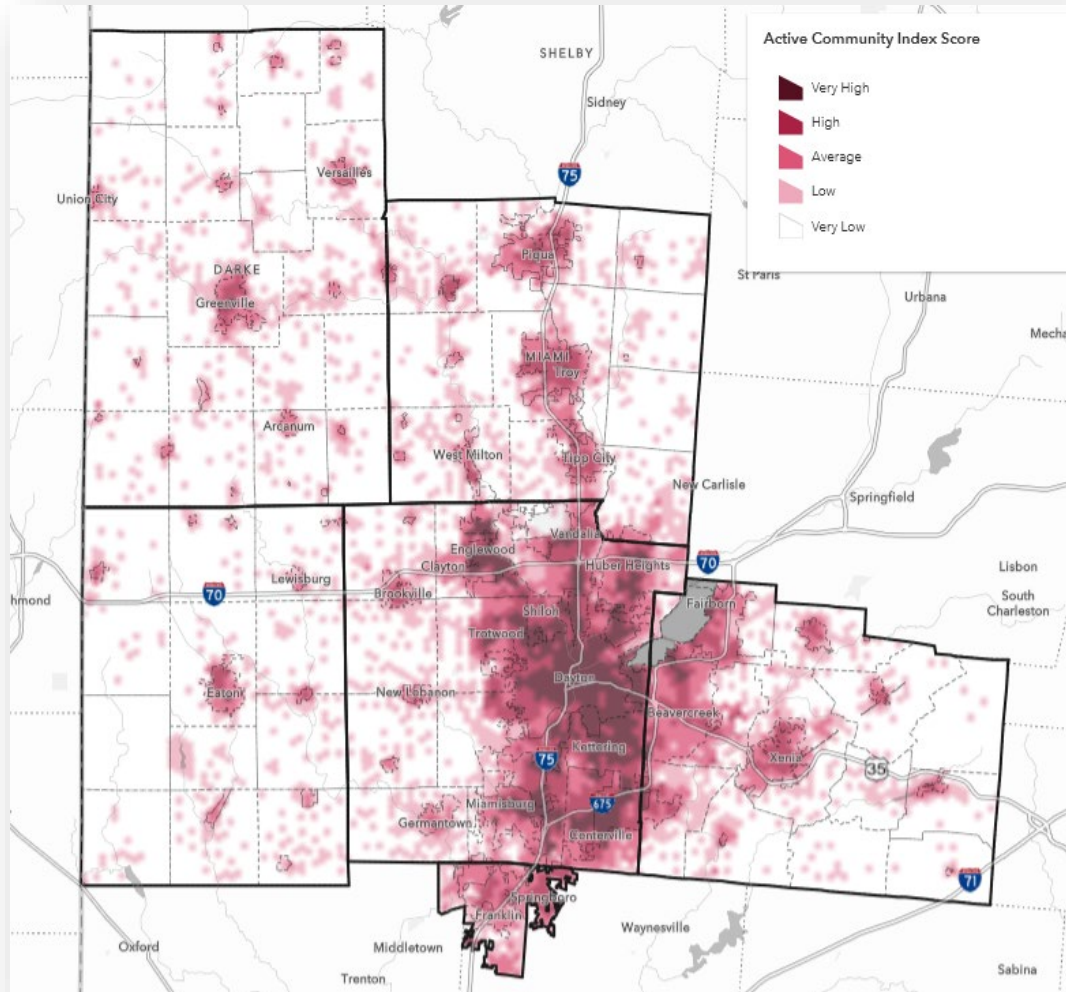 Active Community Index Score
Very High
High
Average
Low
Very Low
SHELBY
Sidney
75
Versailles
Union City
Piqua
St Paris
DARKE
Greenville
Urbana
MIAMI
Troy
Arcanum
West Milton
Tipp City
New Carlisle
Springfield
Vandalia
Englewood
Clayton
Huber Heights
70
Lisbon
Lewisburg
Brookville
70
hmond
South
Charleston
Shiloh
Fairborn
Trotwood
Dayton
Eaton
New Lebanon
Beavercreek
Kettering
Xenia
75
35
Miamisburg
675
Germantown
Centerville
71
Springboro
Franklin
Waynesville
Oxford
Middletown
Trenton
Sabina